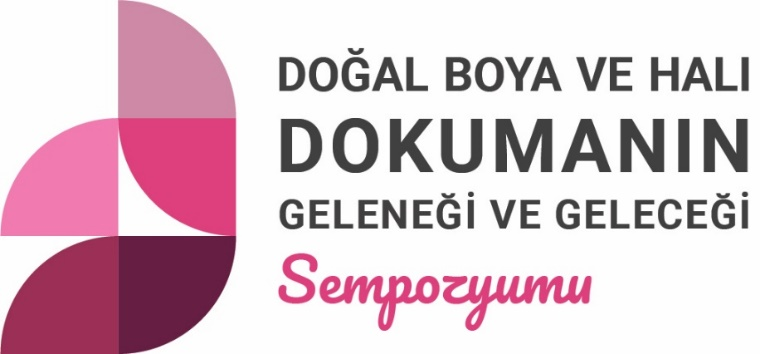 DOĞAL BOYA VE HALI
DOKUMANIN
GELENEĞİ VE GELECEĞİ
Sempozyumu